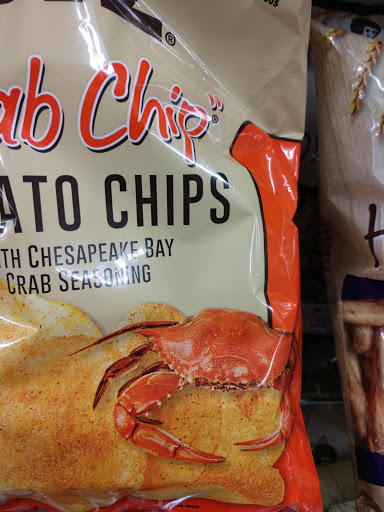 ab Chip"®
ATO CHIPS
TH CHESAPEAKE BAY
CRAB SEASONING